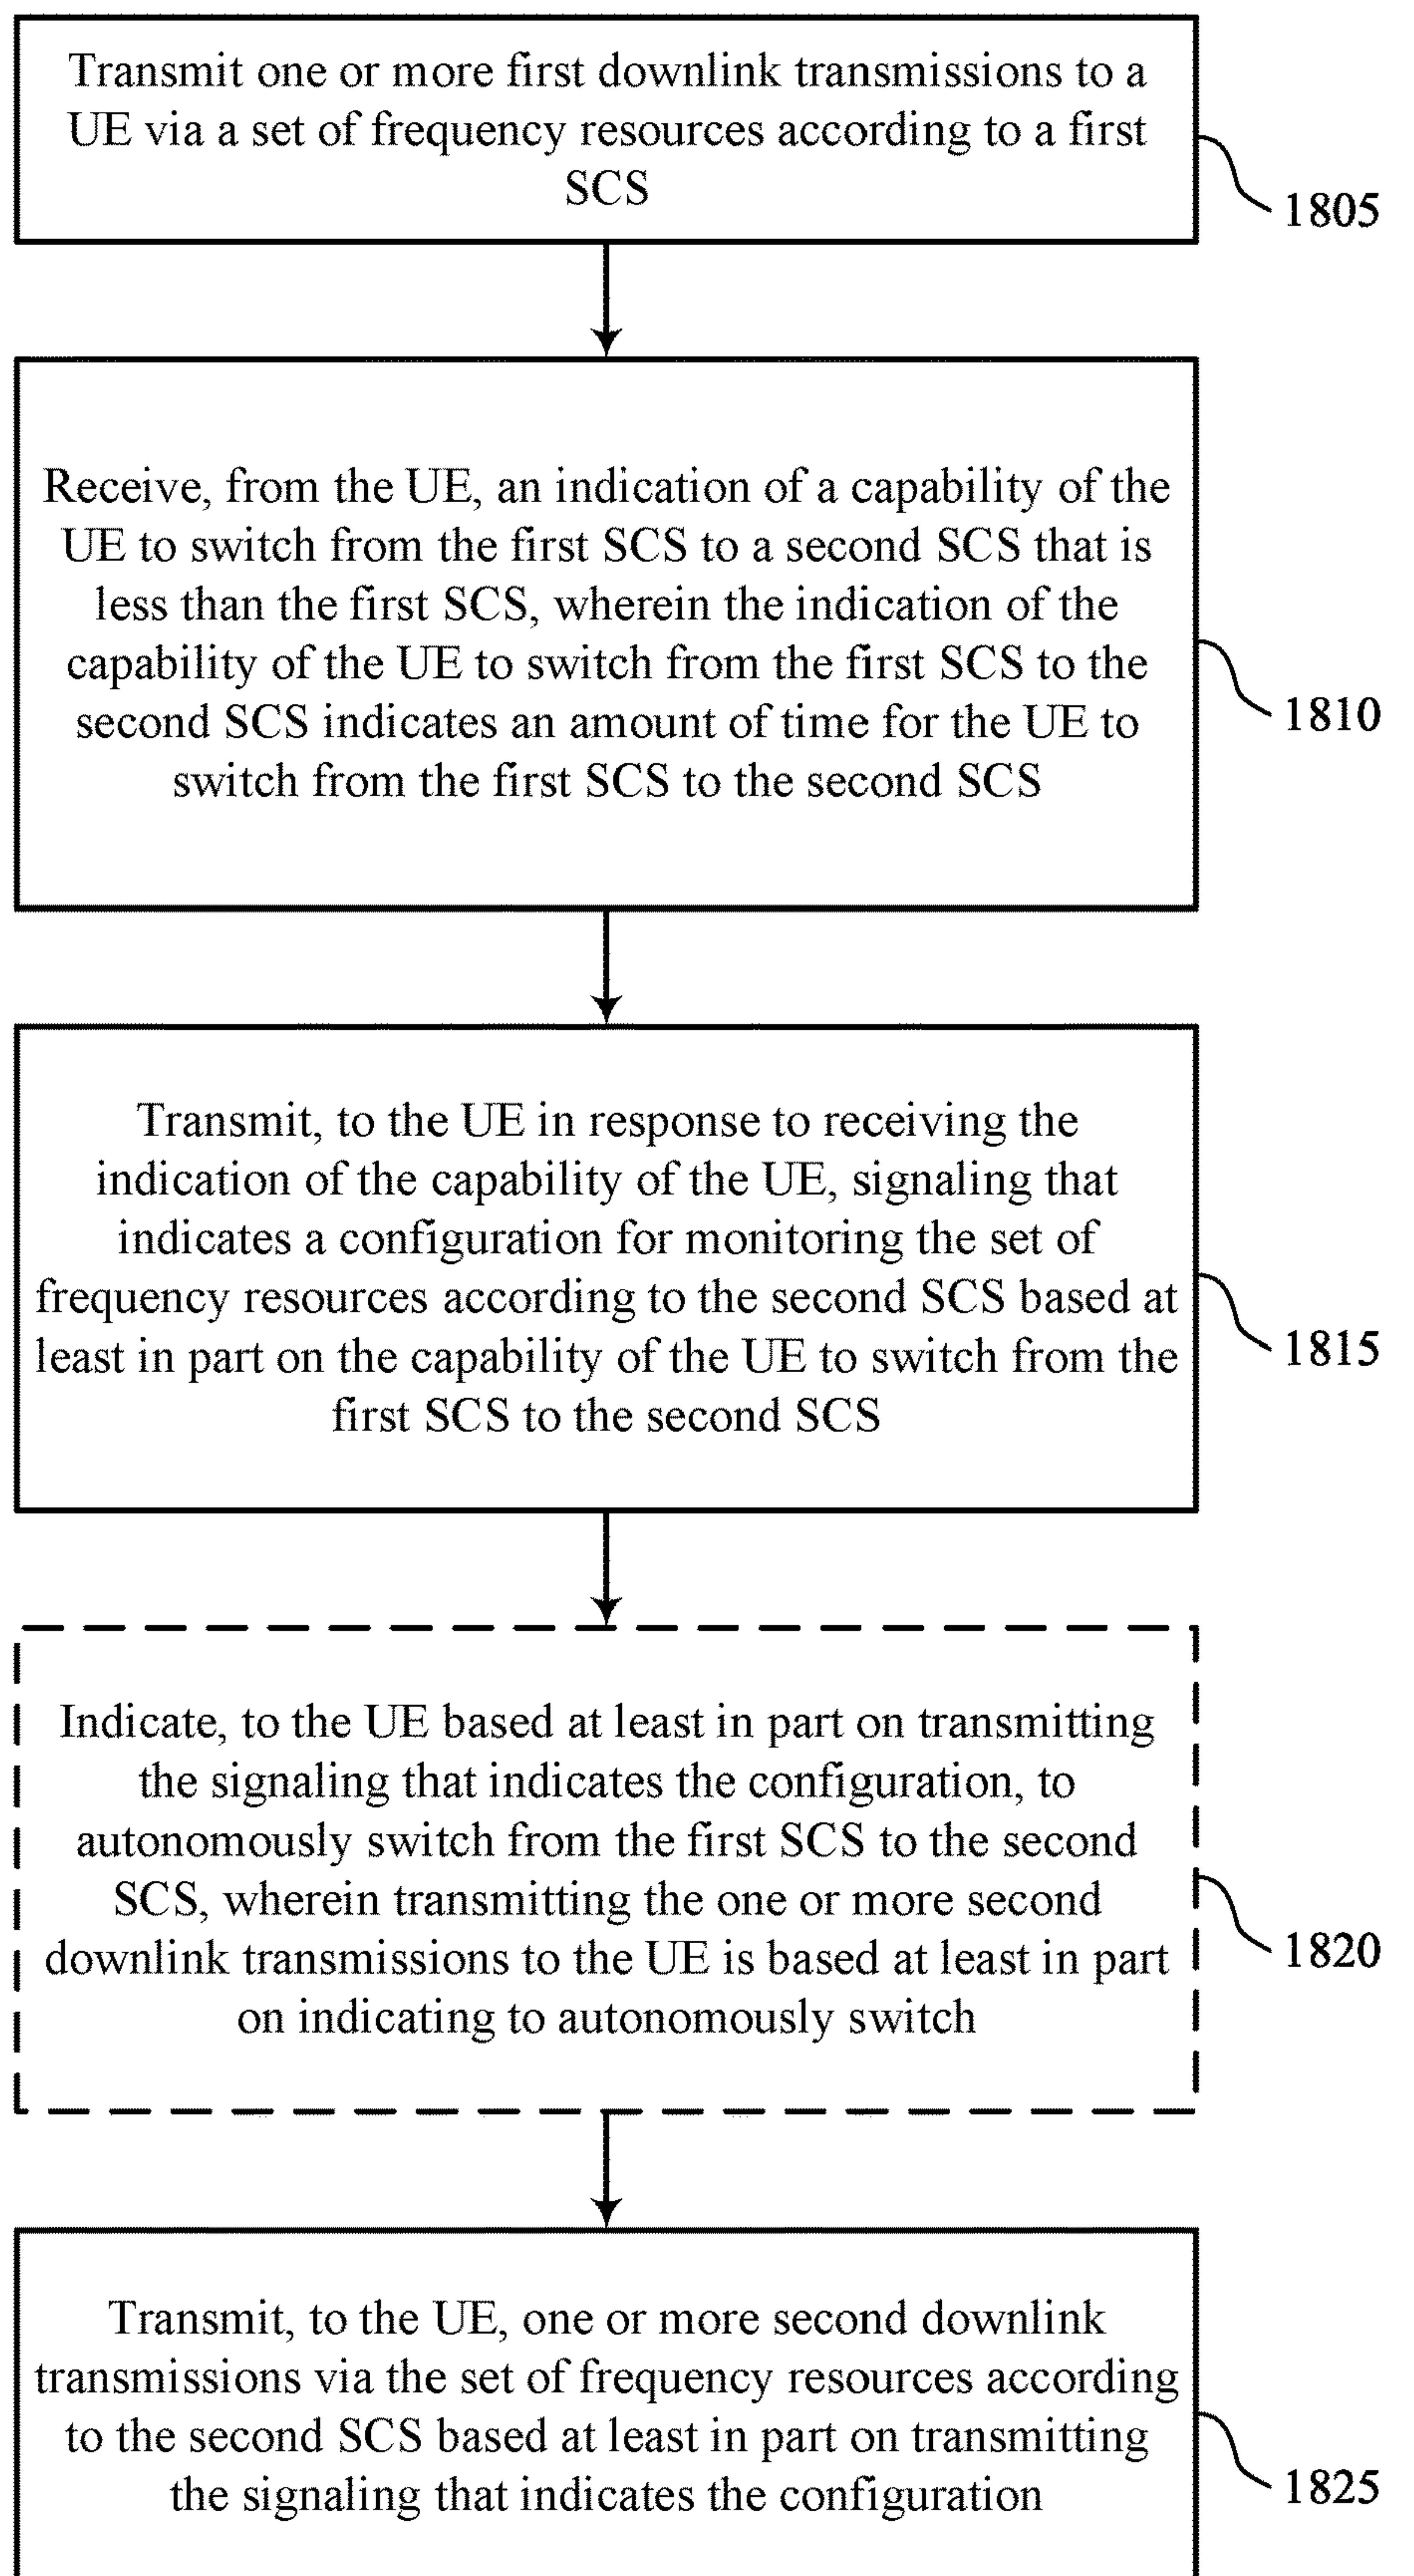 Transmit one or more first downlink transmissions to a
UE via a set of frequency resources according to a first
SCS
1805
Receive, from the UE, an indication of a capability of the
UE to switch from the first SCS to a second SCS that is
less than the first SCS, wherein the indication of the
capability of the UE to switch from the first SCS to the
second SCS indicates an amount of time for the UE to
switch from the first SCS to the second SCS
1810
Transmit, to the UE in response to receiving the
indication of the capability of the UE, signaling that
indicates a configuration for monitoring the set of
frequency resources according to the second SCS based at
least in part on the capability of the UE to switch from the
first SCS to the second SCS
1815
Indicate, to the UE based at least in part on transmitting
the signaling that indicates the configuration, to
autonomously switch from the first SCS to the second
SCS, wherein transmitting the one or more second
downlink transmissions to the UE is based at least in part
on indicating to autonomously switch
1820
Transmit, to the UE, one or more second downlink
transmissions via the set of frequency resources according
to the second SCS based at least in part on transmitting
the signaling that indicates the configuration
1825